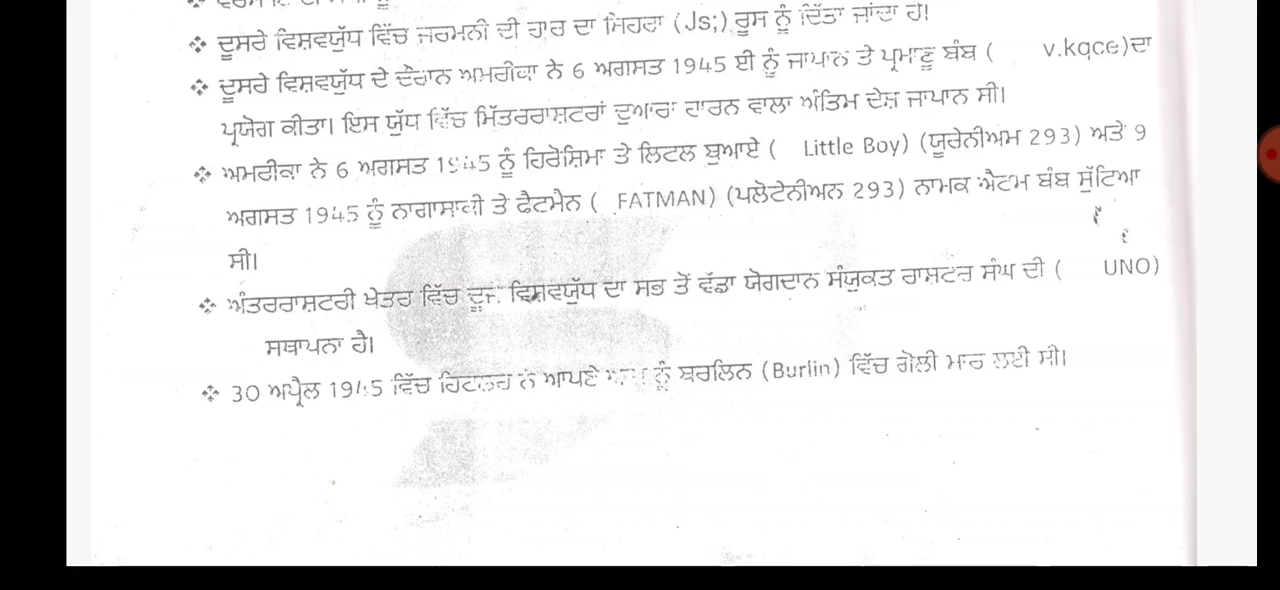 ❖ ਦੂਸਰੇ ਵਿਸ਼ਵਯੁੱਧ ਵਿੱਚ ਜਰਮਨੀ ਦੀ ਹਾਰ ਦਾ ਸਿਹਰਾ (Js;) ਰੂਸ ਨੂੰ ਦਿੱਤਾ ਜਾਂਦਾ ਹੈ।
❖ ਦੂਸਰੇ ਵਿਸ਼ਵਯੁੱਧ ਦੇ ਦੌਰਾਨ ਅਮਰੀਕਾ ਨੇ 6 ਅਗਸਤ 1945 ਈ ਨੂੰ ਜਾਪਾਨ ਤੇ ਪ੍ਰਮਾਣੂ ਬੰਬ ( v.kqce)ਦਾ
ਪ੍ਰਯੋਗ ਕੀਤਾ। ਇਸ ਯੁੱਧ ਵਿੱਚ ਮਿੱਤਰਰਾਸ਼ਟਰਾਂ ਦੁਆਰਾ ਹਾਰਨ ਵਾਲਾ ਅੰਤਿਮ ਦੇਸ਼ ਜਾਪਾਨ ਸੀ।
❖ ਅਮਰੀਕਾ ਨੇ 6 ਅਗਸਤ 1945 ਨੂੰ ਹਿਰੋਸ਼ਿਮਾ ਤੇ ਲਿਟਲ ਬੁਆਏ ( Little Boy) (ਯੂਰੇਨੀਅਮ 293) ਅਤੇ 9
ਅਗਸਤ 1945 ਨੂੰ ਨਾਗਾਸਾਕੀ ਤੇ ਫੈਟਮੈਨ ( FATMAN) (ਪਲੋਟੇਨੀਅਨ 293) ਨਾਮਕ ਐਟਮ ਬੰਬ ਸੁੱਟਿਆ
ਸੀ।
❖ ਅੰਤਰਰਾਸ਼ਟਰੀ ਖੇਤਰ ਵਿੱਚ ਵਿਸ਼ਵਯੁੱਧ ਦਾ ਸਭ ਤੋਂ ਵੱਡਾ ਯੋਗਦਾਨ ਸੰਯੁਕਤ ਰਾਸ਼ਟਰ ਸੰਘ ਦੀ ( UNO)
ਸਥਾਪਨਾ ਹੈ।
❖ 30 ਅਪ੍ਰੈਲ 1945 ਵਿੱਚ ਹਿਟਲਰ ਨੇ ਆਪਣੇ ਆਪ ਨੂੰ ਬਰਲਿਨ (Burlin) ਵਿੱਚ ਗੋਲੀ ਮਾਰ ਲਈ ਸੀ।